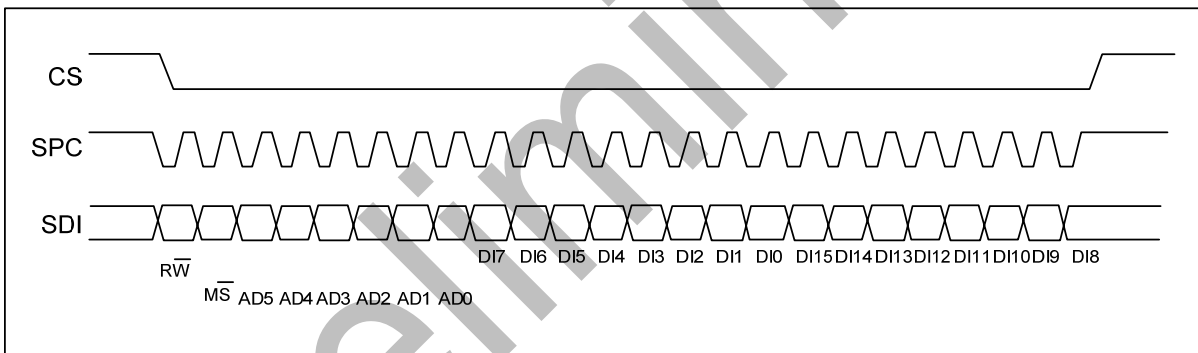 CS
SPC
SDI
DI7 DI6 DI5 DI4 DI3 DI2 DI1 DI0 DI15 DI14 DI13 DI12 DI11 DI10 DI9 DI8
RW̅
MS̅ AD5 AD4 AD3 AD2 AD1 AD0
elimin